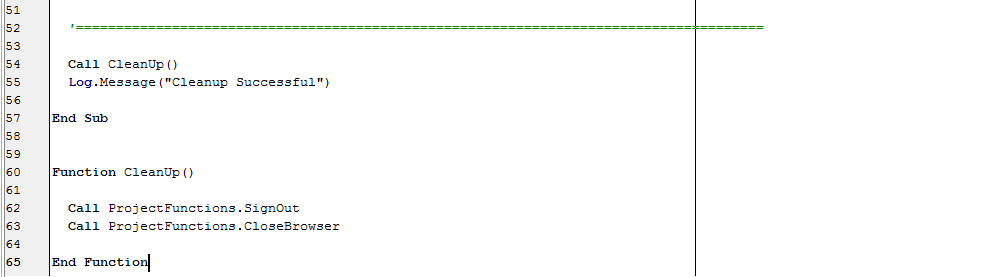 51
52 '======================================================================================
53
54 Call CleanUp()
55 Log.Message("Cleanup Successful")
56
57 End Sub
58
59
60 Function CleanUp()
61
62 Call ProjectFunctions.SignOut
63 Call ProjectFunctions.CloseBrowser
64
65 End Function